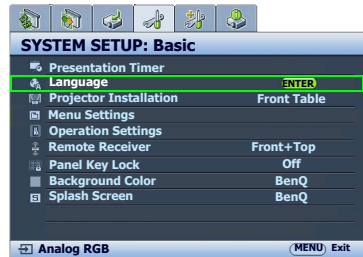 SYSTEM SETUP: Basic
Presentation Timer
Language ENTER
Projector Installation Front Table
Menu Settings
Operation Settings
Remote Receiver Front+Top
Panel Key Lock Off
Background Color BenQ
Splash Screen BenQ
Analog RGB MENU Exit